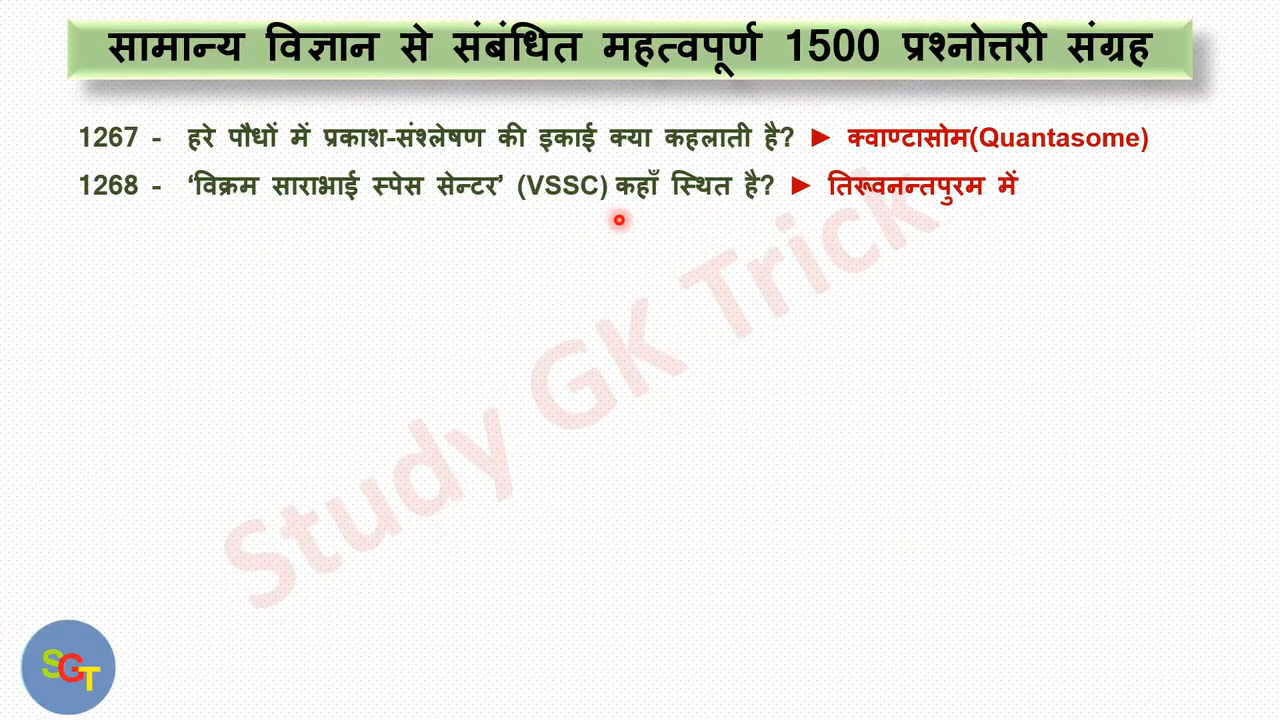 सामान्य विज्ञान से संबंधित महत्वपूर्ण 1500 प्रश्नोत्तरी संग्रह
1267 - हरे पौधों में प्रकाश-संश्लेषण की इकाई क्या कहलाती है? ► क्वाण्टासोम(Quantasome)
1268 - ‘विक्रम साराभाई स्पेस सेन्टर’ (VSSC) कहाँ स्थित है? ► तिरूवनन्तपुरम में
Study GK Trick
SGT